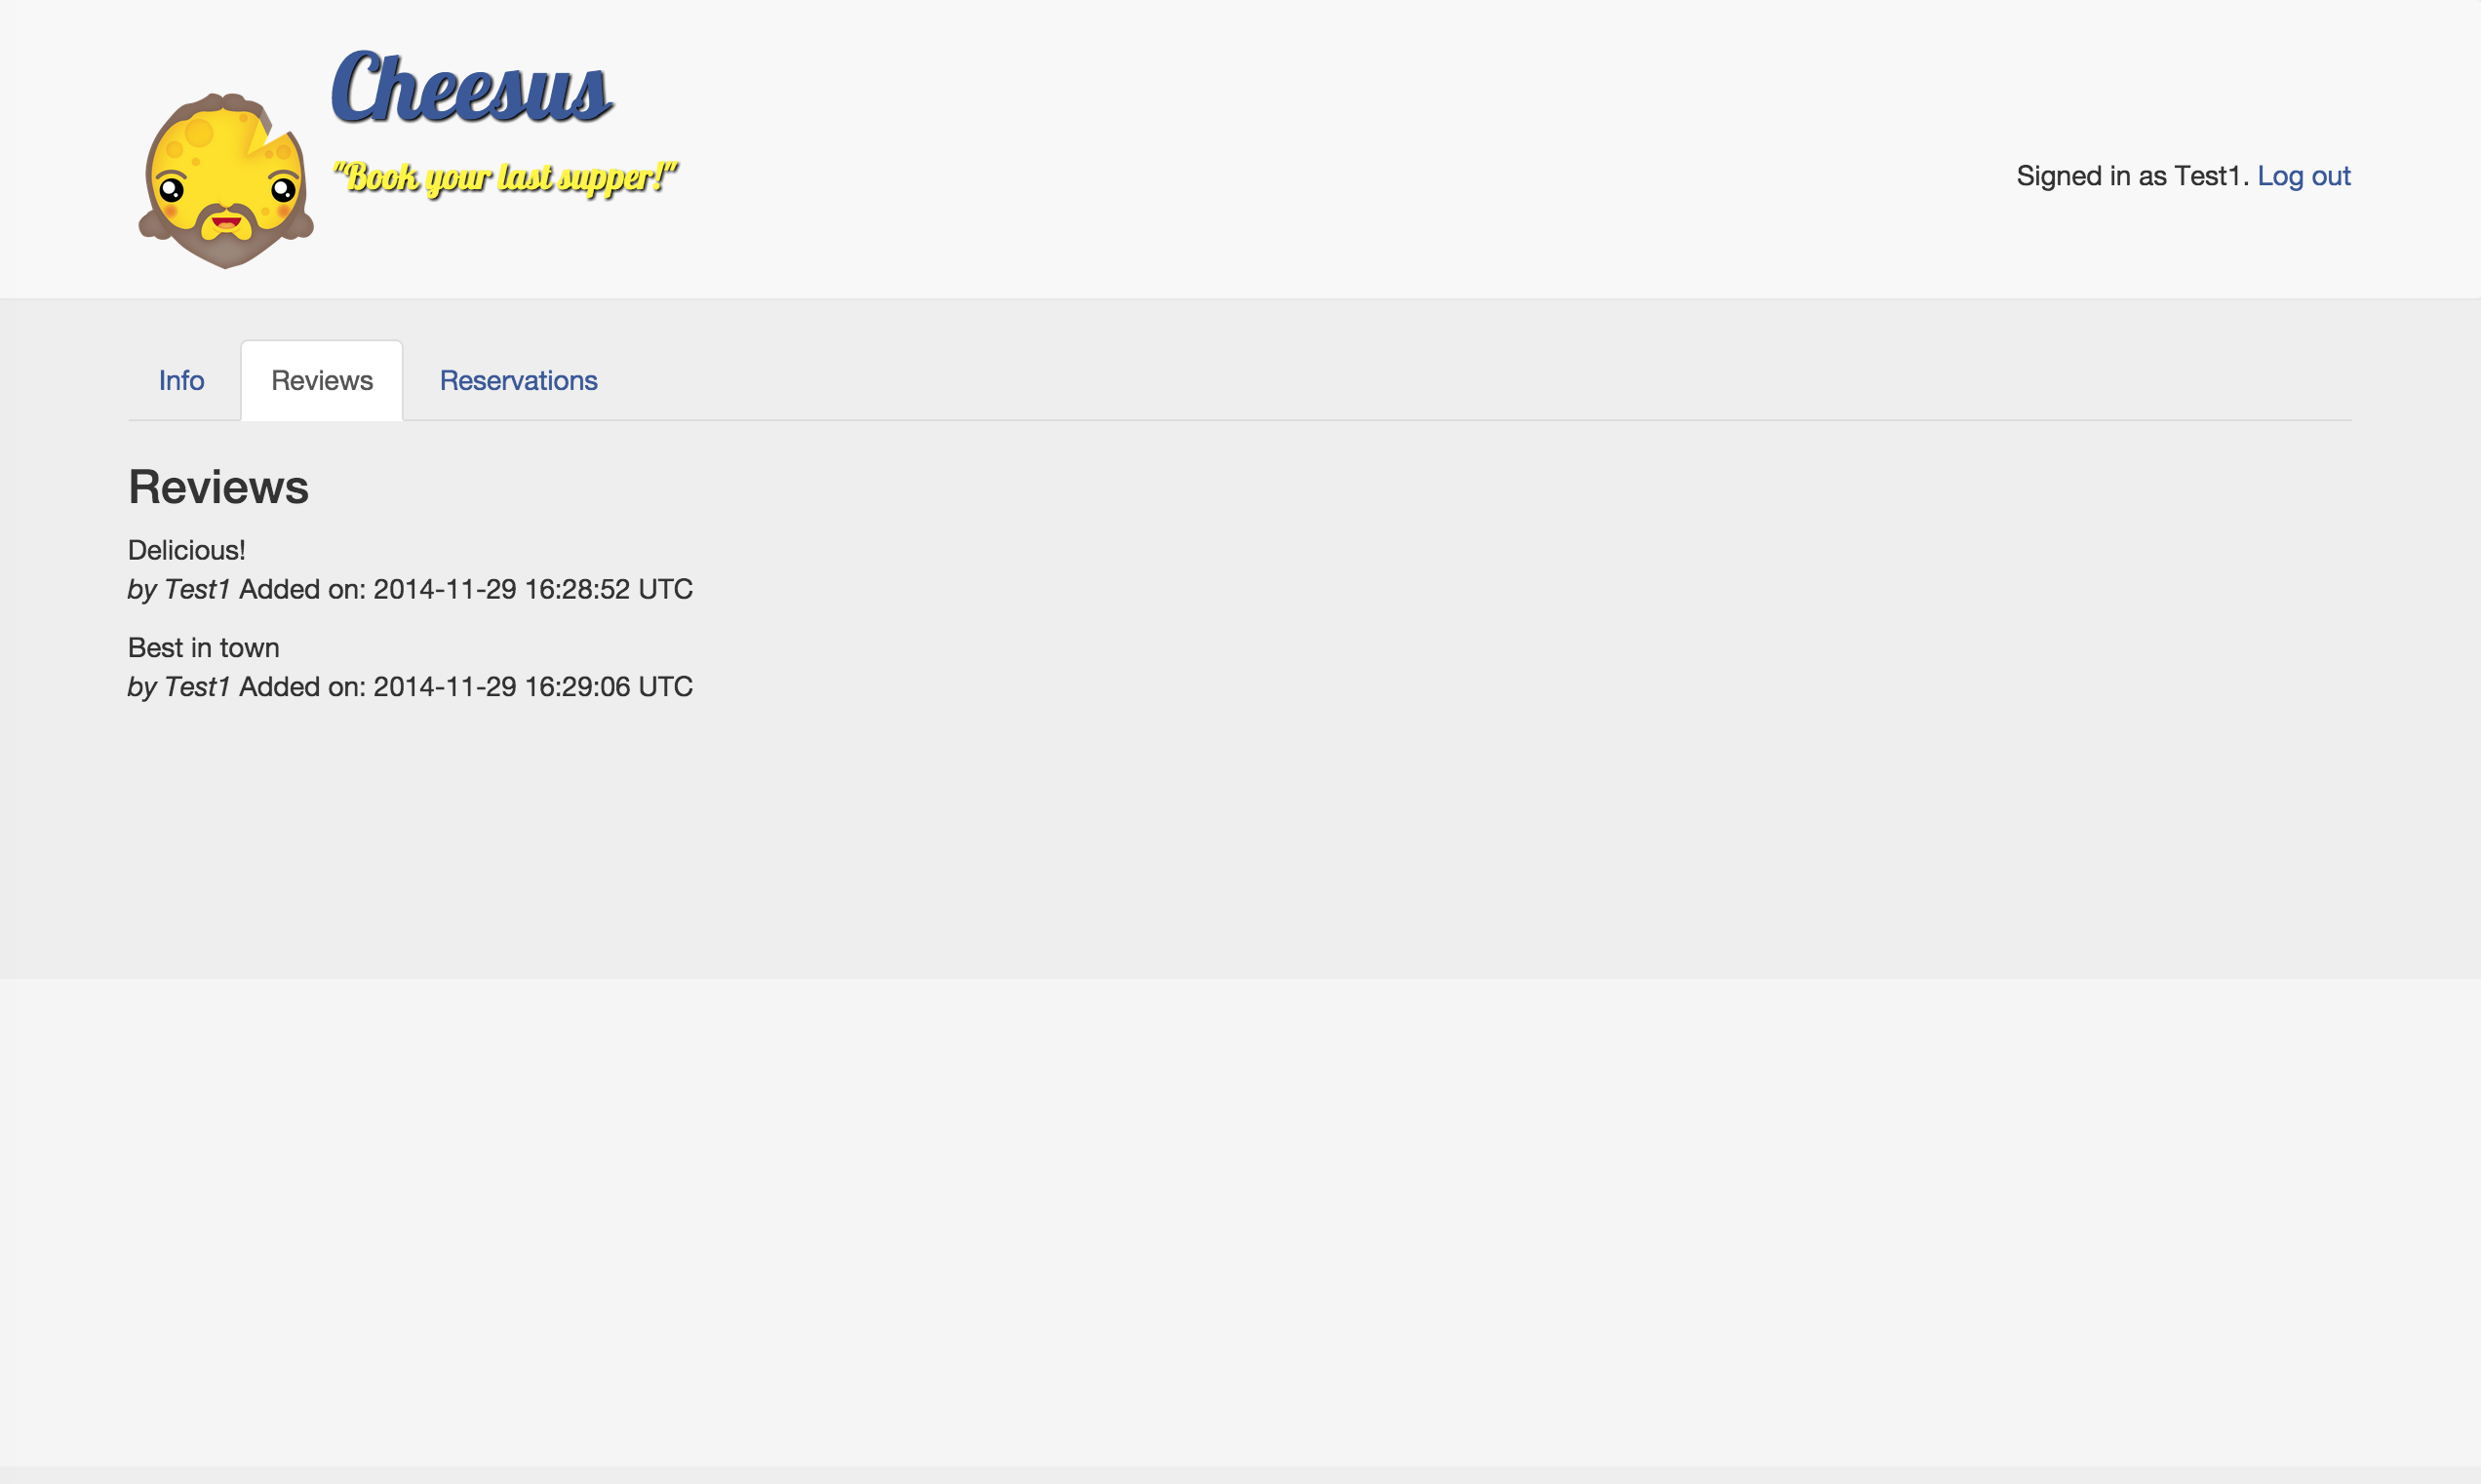 Cheesus
"Book your last supper!"
Signed in as Test1. Log out
Info Reviews Reservations
Reviews
Delicious!
by Test1 Added on: 2014-11-29 16:28:52 UTC
Best in town
by Test1 Added on: 2014-11-29 16:29:06 UTC